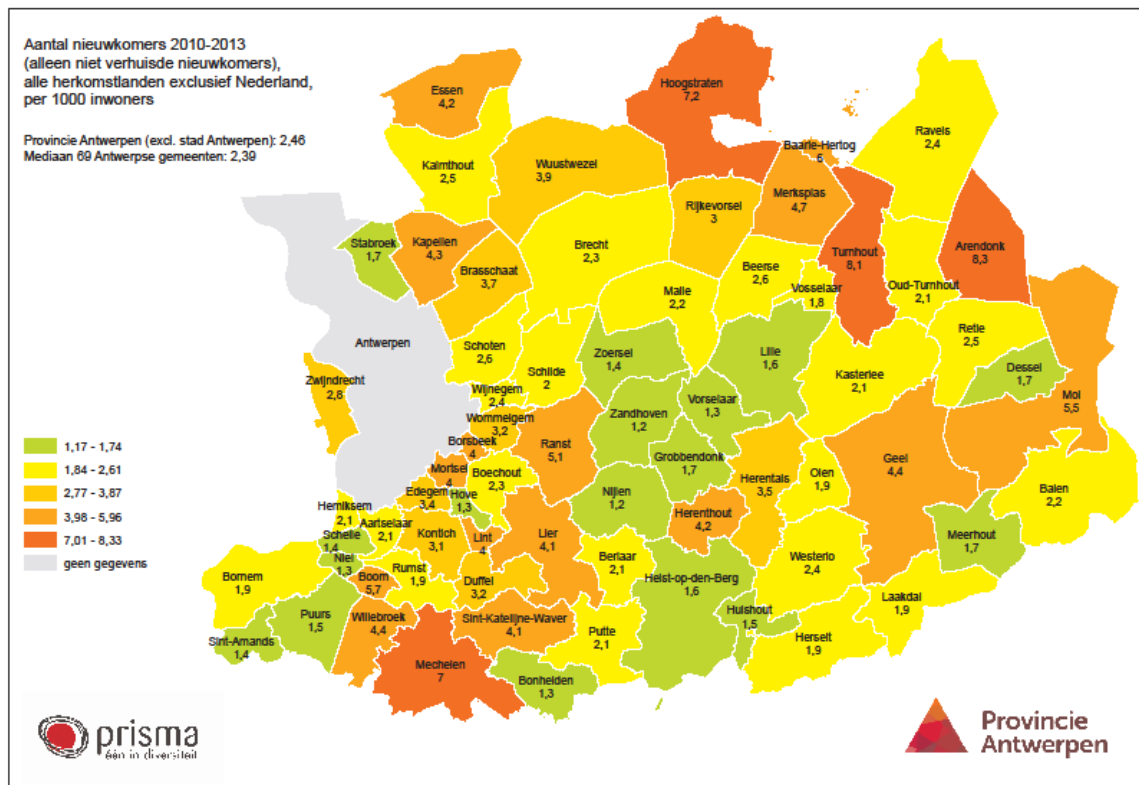 Aantal nieuwkomers 2010-2013
(alleen niet verhuisde nieuwkomers),
alle herkomstlanden exclusief Nederland,
per 1000 inwoners
Provincie Antwerpen (excl. stad Antwerpen): 2,46
Mediaan 69 Antwerpse gemeenten: 2,39
Essen
4,2
Hoogstraten
7,2
Kalmthout
2,5
Wuustwezel
3,9
Baarle-Hertog
6
Ravels
2,4
Merksplas
4,7
Rijkevorsel
3
Stabroek
1,7
Kapellen
4,3
Brasschaat
3,7
Brecht
2,3
Turnhout
8,1
Arendonk
8,3
Beerse
2,6
Vosselaar
1,8
Oud-Turnhout
2,1
Malle
2,2
Antwerpen
Schoten
2,6
Schilde
2
Zoersel
1,4
Lille
1,6
Kasterlee
2,1
Retie
2,5
Dessel
1,7
Mol
5,5
Zwijndrecht
2,8
Wijnegem
2,4
Wommelgem
3,2
Borsbeek
4
Ranst
5,1
Zandhoven
1,2
Vorselaar
1,3
Grobbendonk
1,7
Herentals
3,5
Olen
1,9
Geel
4,4
Balen
2,2
Mortsel
4
Boechout
2,3
Edegem
3,4
Hove
1,3
Nijlen
1,2
Herenthout
4,2
Meerhout
1,7
Hemiksem
2,1
Aartselaar
2,1
Kontich
3,1
Lint
4
Lier
4,1
Schelle
1,4
Niel
1,3
Boom
5,7
Rumst
1,9
Duffel
3,2
Berlaar
2,1
Heist-op-den-Berg
1,6
Westerlo
2,4
Laakdal
1,9
Bornem
1,9
Puurs
1,5
Sint-Amands
1,4
Willebroek
4,4
Sint-Katelijne-Waver
4,1
Putte
2,1
Hulshout
1,5
Herselt
1,9
Mechelen
7
Bonheiden
1,3
1,17 - 1,74
1,84 - 2,61
2,77 - 3,87
3,98 - 5,96
7,01 - 8,33
geen gegevens
prisma
één in diversiteit
Provincie
Antwerpen